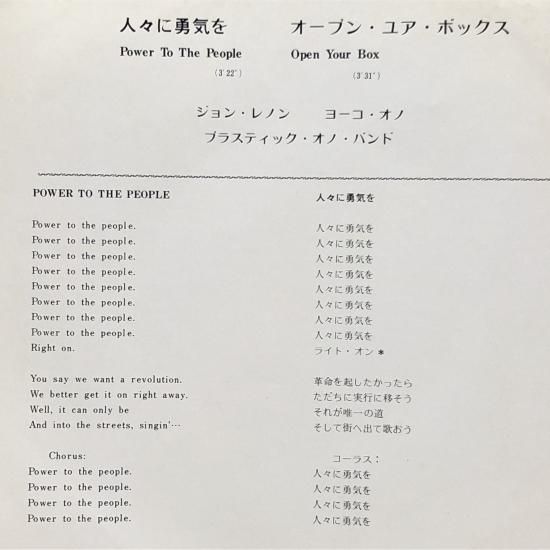 人々に勇気を オープン・ユア・ボックス
Power To The People Open Your Box
(3'22") (3'31")
ジョン・レノン ヨーコ・オノ
プラスティック・オノ・バンド
POWER TO THE PEOPLE 人々に勇気を
Power to the people. 人々に勇気を
Power to the people. 人々に勇気を
Power to the people. 人々に勇気を
Power to the people. 人々に勇気を
Power to the people. 人々に勇気を
Power to the people. 人々に勇気を
Power to the people. 人々に勇気を
Power to the people. 人々に勇気を
Right on. ライト・オン *
You say we want a revolution. 革命を起したかったら
We better get it on right away. ただちに実行に移そう
Well, it can only be それが唯一の道
And into the streets, singin'… そして街へ出て歌おう
Chorus: コーラス：
Power to the people. 人々に勇気を
Power to the people. 人々に勇気を
Power to the people. 人々に勇気を
Power to the people. 人々に勇気を